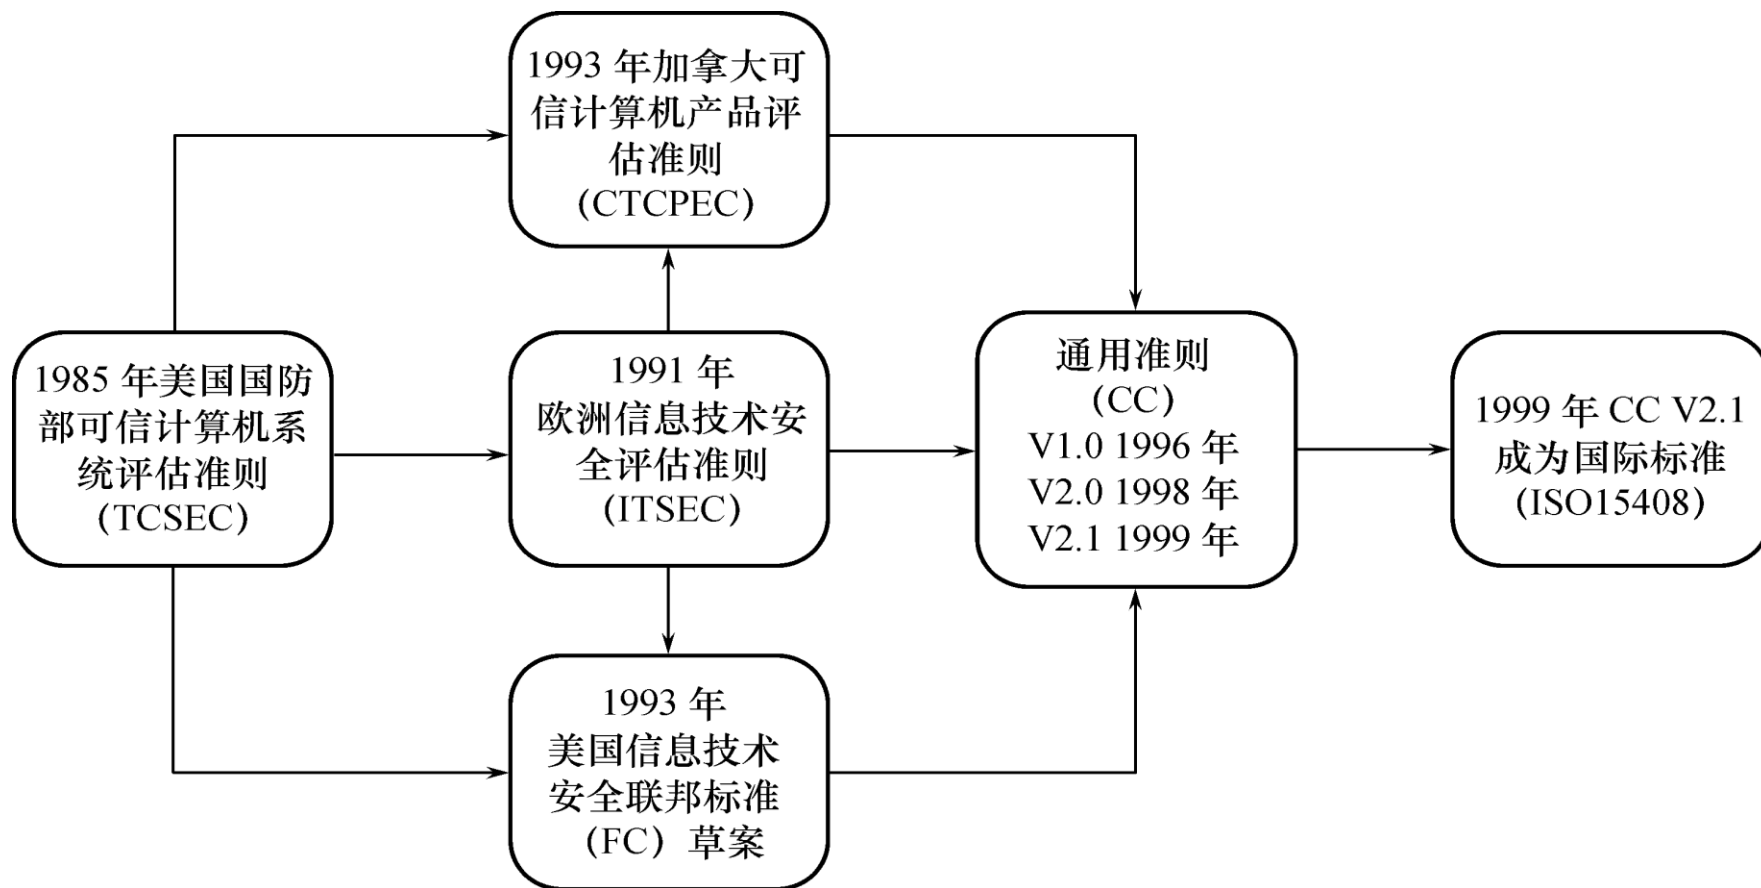 1993 年加拿大可
信计算机产品评
估准则
(CTCPEC)
1985 年美国国防
部可信计算机系
统评估准则
(TCSEC)
1991 年
欧洲信息技术安
全评估准则
(ITSEC)
1993 年
美国信息技术
安全联邦标准
(FC) 草案
通用准则
(CC)
V1.0 1996 年
V2.0 1998 年
V2.1 1999 年
1999 年 CC V2.1
成为国际标准
(ISO15408)